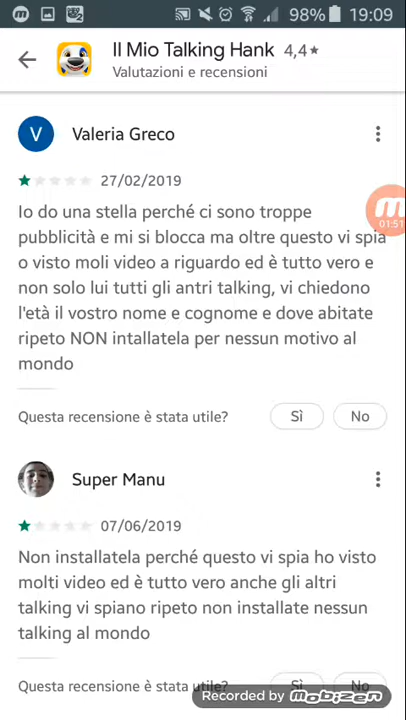 98% 19:09
Il Mio Talking Hank 4,4★
Valutazioni e recensioni
V Valeria Greco
27/02/2019
Io do una stella perché ci sono troppe
pubblicità e mi si blocca ma oltre questo vi spia
o visto moli video a riguardo ed è tutto vero e
non solo lui tutti gli antri talking, vi chiedono
l'età il vostro nome e cognome e dove abitate
ripeto NON intallatela per nessun motivo al
mondo
01:51
Questa recensione è stata utile? Sì No
Super Manu
07/06/2019
Non installatela perché questo vi spia ho visto
molti video ed è tutto vero anche gli altri
talking vi spiano ripeto non installate nessun
talking al mondo
Questa recensione è stata utile? Sì No
Recorded by mobizen